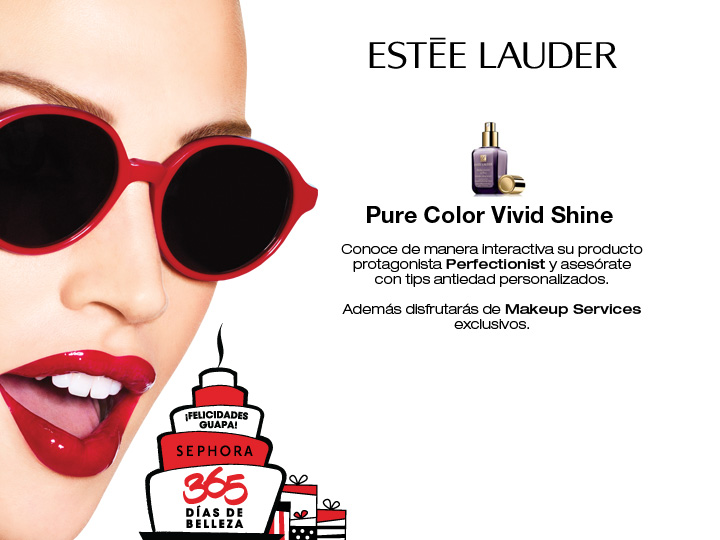 ESTĒE LAUDER
Pure Color Vivid Shine
Conoce de manera interactiva su producto
protagonista Perfectionist y asesórate
con tips antiedad personalizados.
Además disfrutarás de Makeup Services
exclusivos.
¡FELICIDADES
GUAPA!
SEPHORA
365
DÍAS DE
BELLEZA